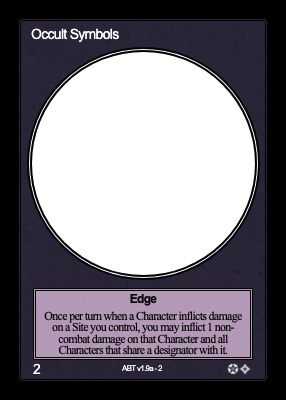 Occult Symbols
Edge
Once per turn when a Character inflicts damage
on a Site you control, you may inflict 1 non-
combat damage on that Character and all
Characters that share a designator with it.
2
ABT v1.9a - 2